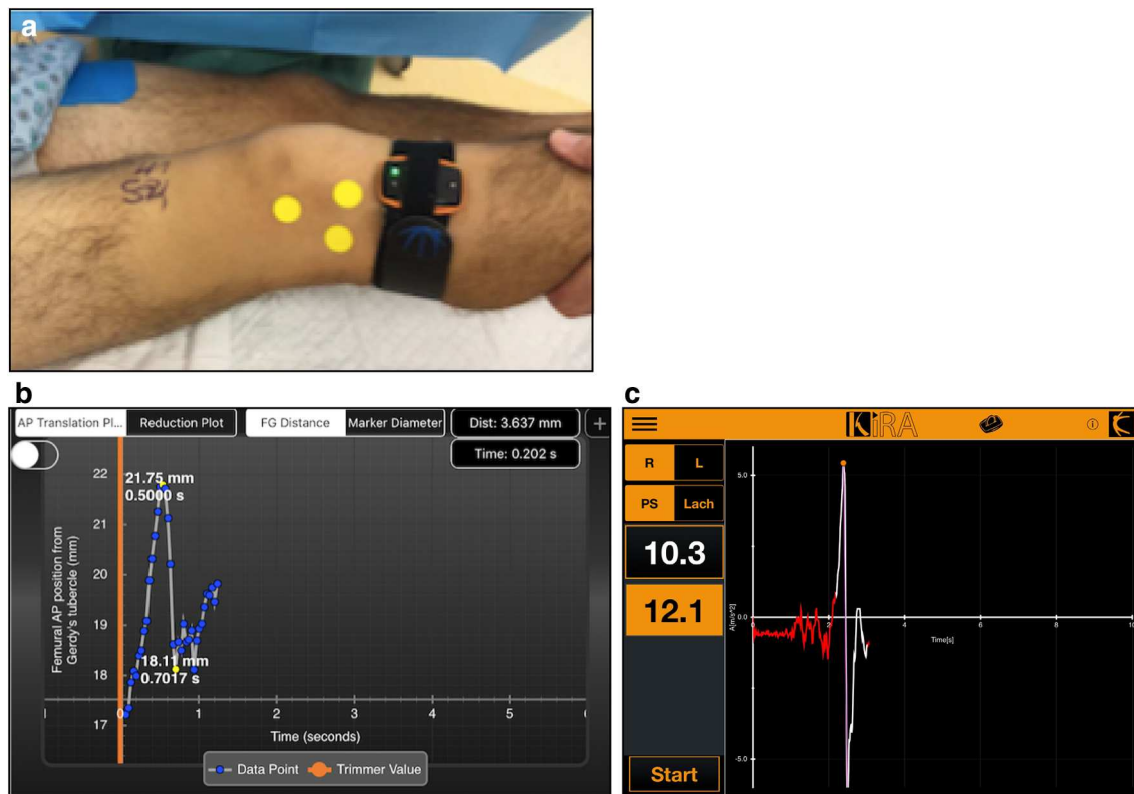 a
b
AP Translation Pl...
Reduction Plot
FG Distance
Marker Diameter
Dist: 3.637 mm
+
Time: 0.202 s
Femural AP position from
Gerdy's tubercle (mm)
22
21
20
19
18
17
21.75 mm
0.5000 s
18.11 mm
0.7017 s
0
1
2
3
4
5
Time (seconds)
Data Point
Trimmer Value
c
KiRA
R
L
PS
Lach
10.3
12.1
Start
5.0
0.0
-5.0
A[m/s^2]
2
4
6
8
10
Time[s]